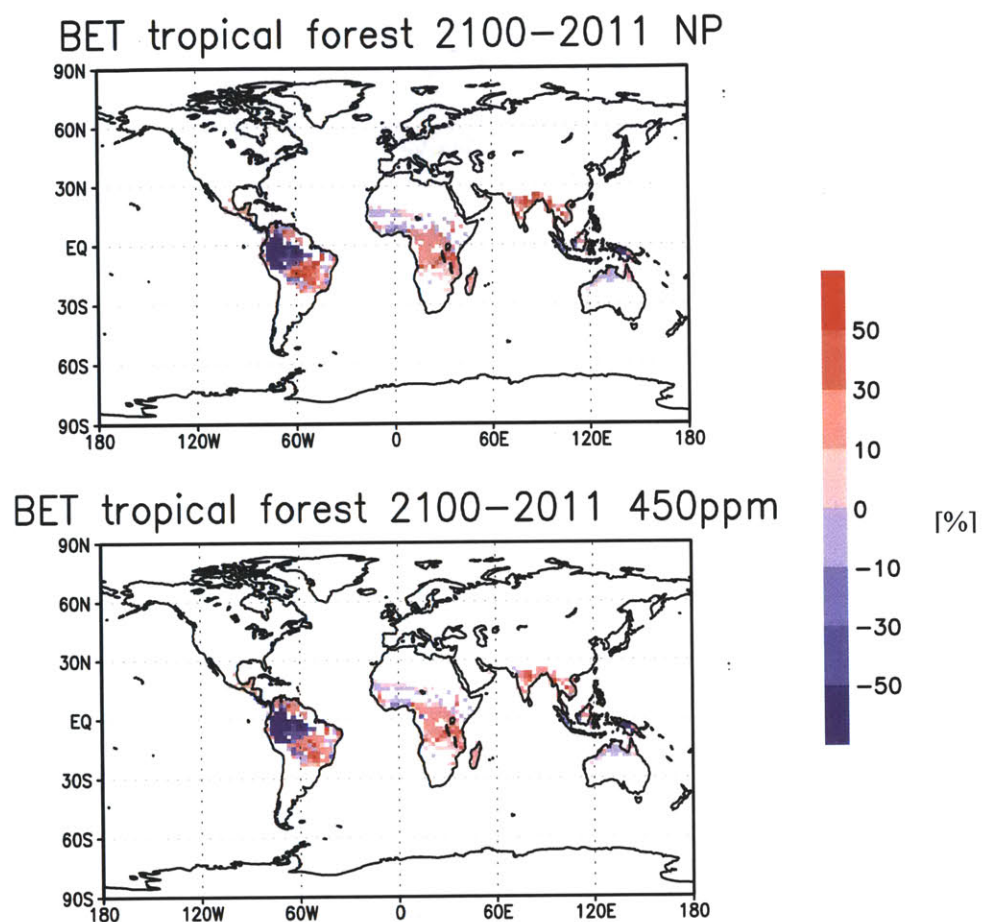 BET tropical forest 2100-2011 NP
90N
60N
30N
EQ
30S
60S
90S
180 120W 60W 0 60E 120E 180
BET tropical forest 2100-2011 450ppm
90N
60N
30N
EQ
30S
60S
90S
180 120W 60W 0 60E 120E 180
50
30
10
0
-10
-30
-50
[%]